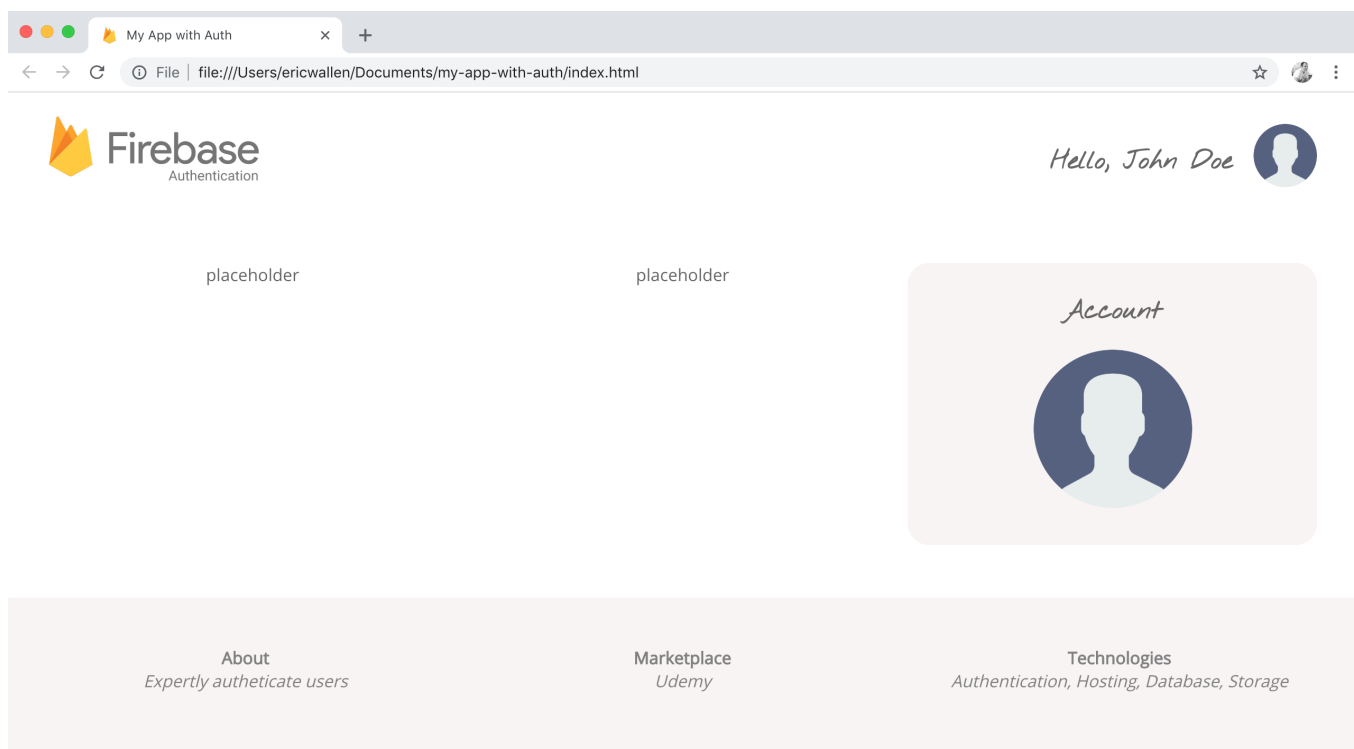 My App with Auth
File file:///Users/ericwallen/Documents/my-app-with-auth/index.html
Firebase
Authentication
Hello, John Doe
placeholder
placeholder
Account
About
Expertly autheticate users
Marketplace
Udemy
Technologies
Authentication, Hosting, Database, Storage